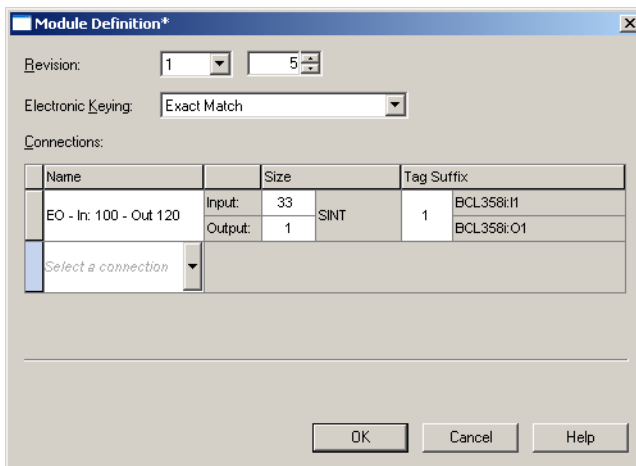 Module Definition*
Revision: 1 5
Electronic Keying: Exact Match
Connections:
Name Size Tag Suffix
EO - In: 100 - Out 120 Input: 33 SINT 1 BCL358i:I1
Output: 1 BCL358i:O1
Select a connection
OK Cancel Help